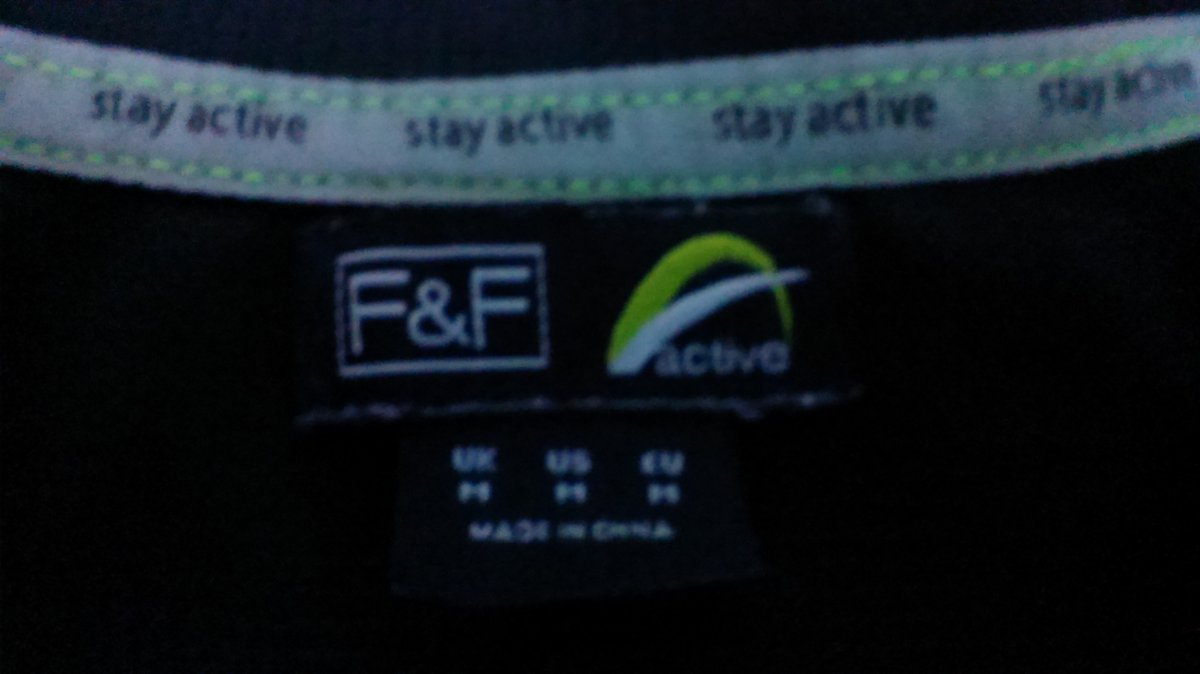 stay active stay active stay active stay active
F&F active
UK US EU
M M M
MADE IN CHINA